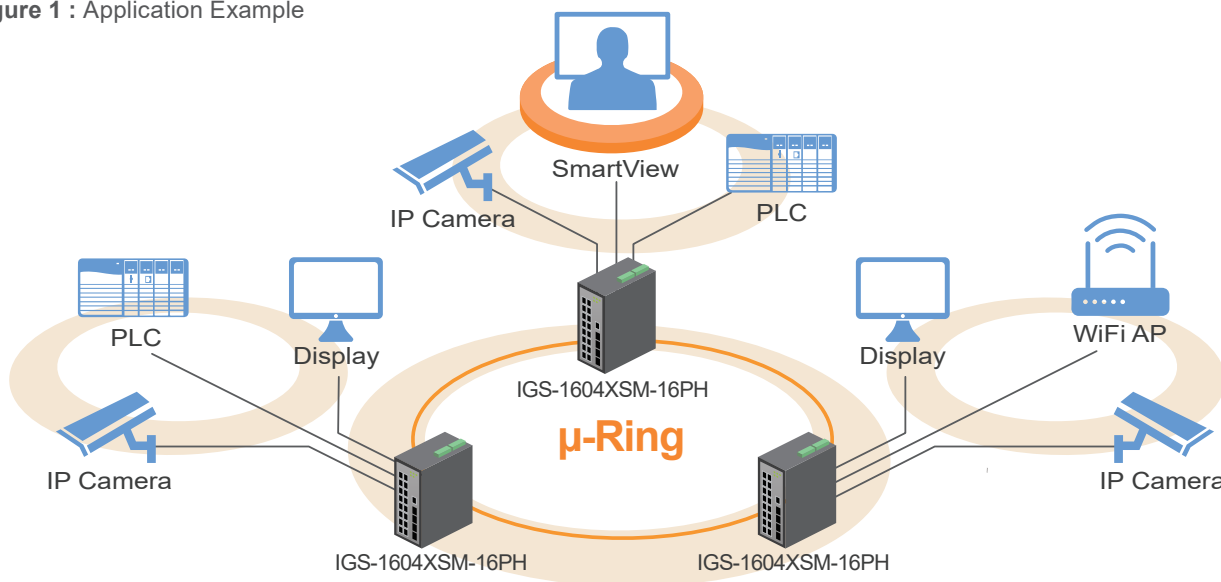 gure 1 : Application Example
SmartView
IP Camera
PLC
PLC
Display
Display
WiFi AP
IGS-1604XSM-16PH
µ-Ring
IP Camera
IP Camera
IGS-1604XSM-16PH
IGS-1604XSM-16PH